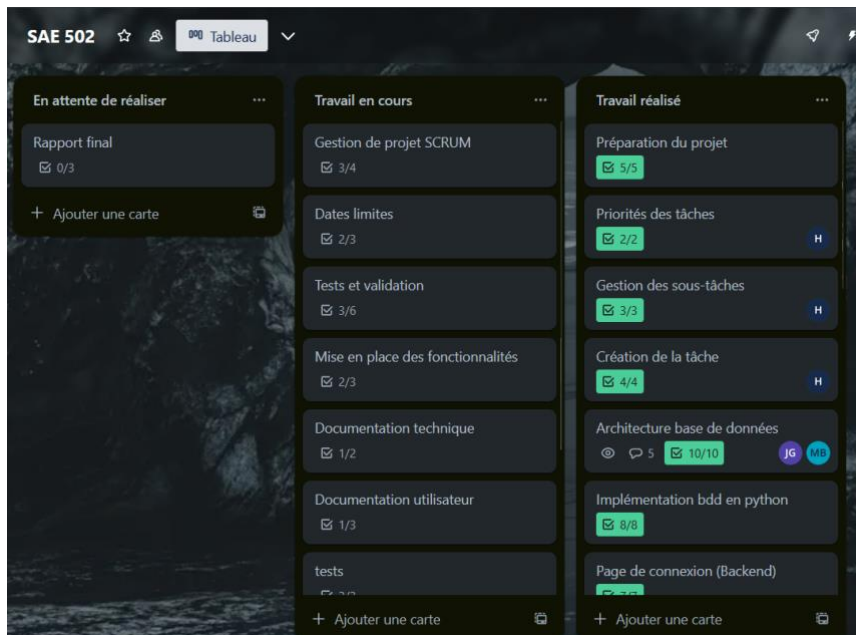 SAE 502
Tableau
En attente de réaliser
Rapport final
0/3
Ajouter une carte
Travail en cours
Gestion de projet SCRUM
3/4
Dates limites
2/3
Tests et validation
3/6
Mise en place des fonctionnalités
2/3
Documentation technique
1/2
Documentation utilisateur
1/3
tests
Ajouter une carte
Travail réalisé
Préparation du projet
5/5
Priorités des tâches
2/2
H
Gestion des sous-tâches
3/3
H
Création de la tâche
4/4
H
Architecture base de données
5 10/10 JG MB
Implémentation bdd en python
8/8
Page de connexion (Backend)
Ajouter une carte